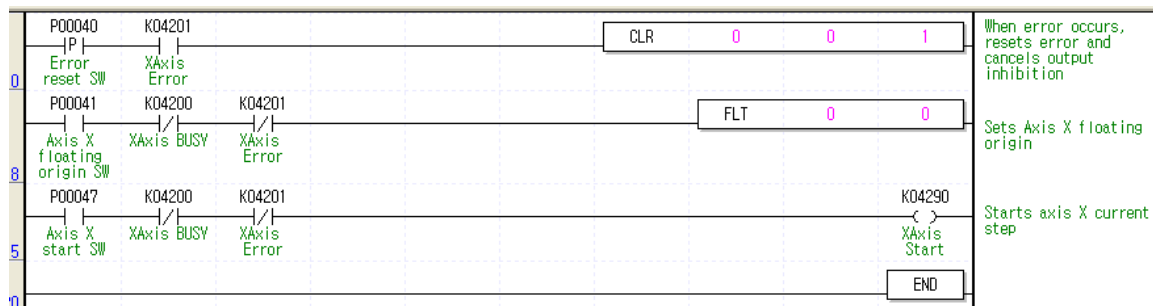 P00040 K04201
P CLR 0 0 1
Error reset SW
XAxis Error
When error occurs,
resets error and
cancels output
inhibition
0
P00041 K04200 K04201
FLT 0 0
Axis X
floating
origin SW
XAxis BUSY
XAxis
Error
Sets Axis X floating
origin
8
P00047 K04200 K04201 K04290
Axis X
start SW
XAxis BUSY
XAxis
Error
XAxis
Start
Starts axis X current
step
5
END
20